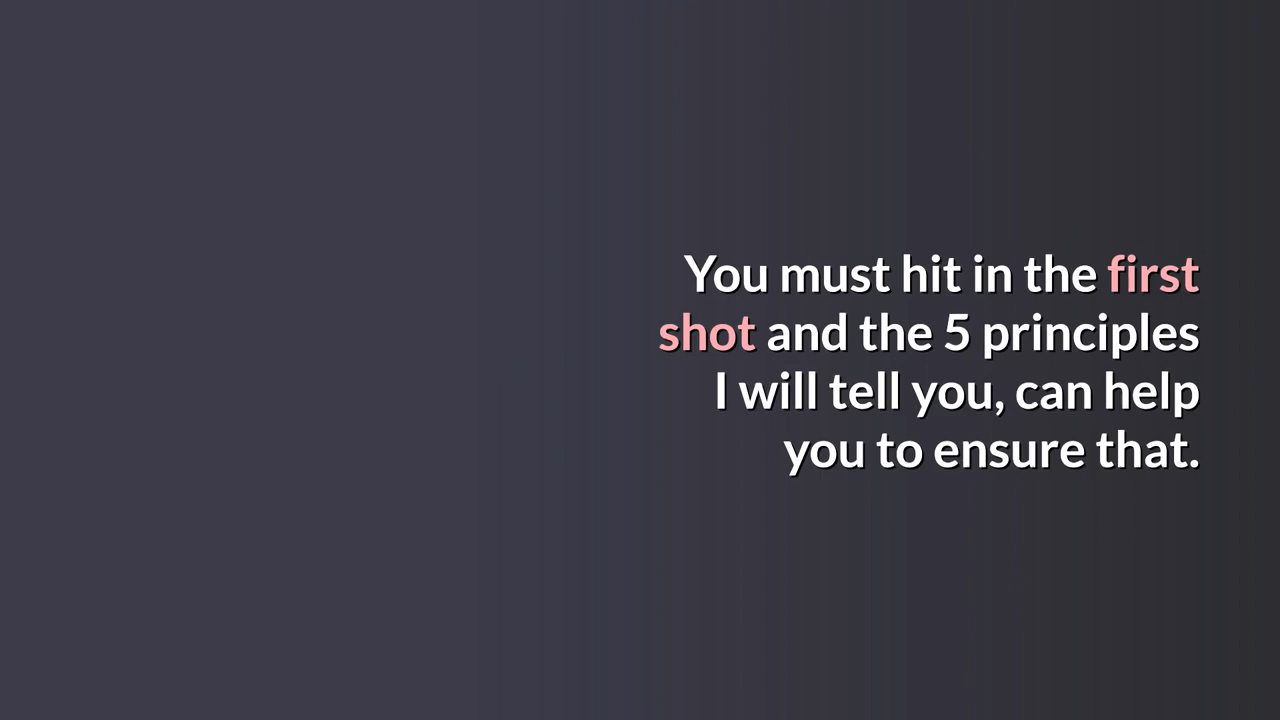 You must hit in the first
shot and the 5 principles
I will tell you, can help
you to ensure that.